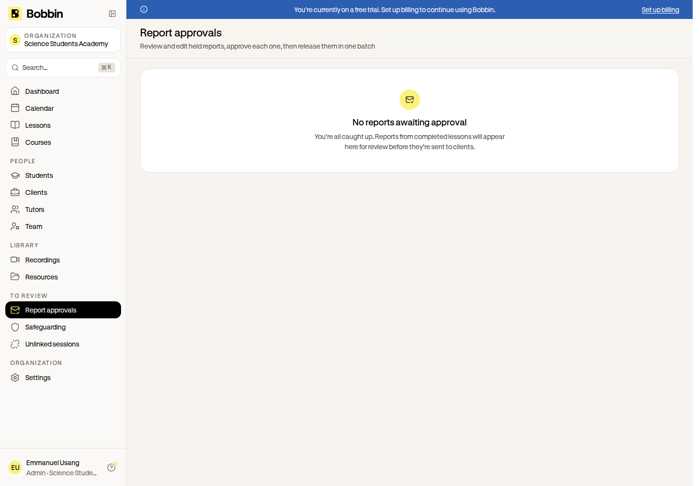 Bobbin
ORGANIZATION
S
Science Students Academy
Search...
⌘ K
Dashboard
Calendar
Lessons
Courses
PEOPLE
Students
Clients
Tutors
Team
LIBRARY
Recordings
Resources
TO REVIEW
Report approvals
Safeguarding
Unlinked sessions
ORGANIZATION
Settings
EU
Emmanuel Usang
Admin · Science Stude...
You're currently on a free trial. Set up billing to continue using Bobbin.
Set up billing
Report approvals
Review and edit held reports, approve each one, then release them in one batch
No reports awaiting approval
You're all caught up. Reports from completed lessons will appear
here for review before they're sent to clients.